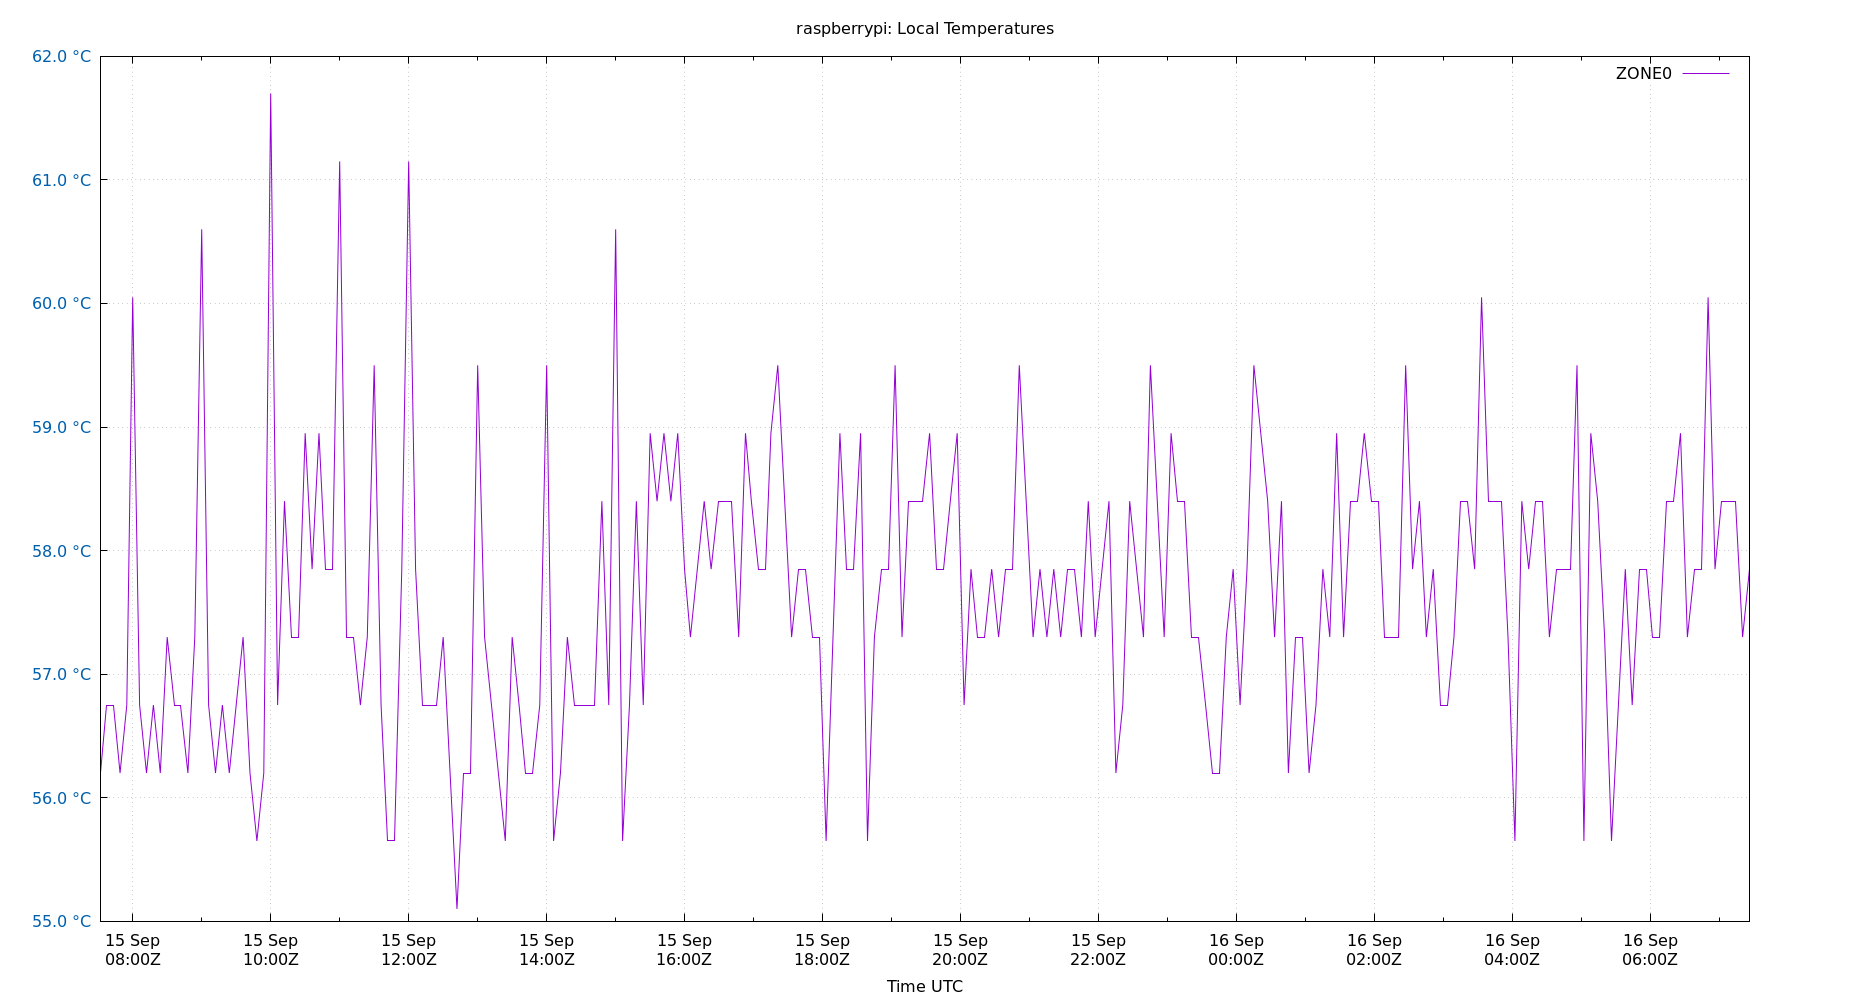 raspberrypi: Local Temperatures
62.0 °C
ZONE0
61.0 °C
60.0 °C
59.0 °C
58.0 °C
57.0 °C
56.0 °C
55.0 °C
15 Sep 15 Sep 15 Sep 15 Sep 15 Sep 15 Sep 15 Sep 15 Sep 16 Sep 16 Sep 16 Sep 16 Sep
08:00Z 10:00Z 12:00Z 14:00Z 16:00Z 18:00Z 20:00Z 22:00Z 00:00Z 02:00Z 04:00Z 06:00Z
Time UTC